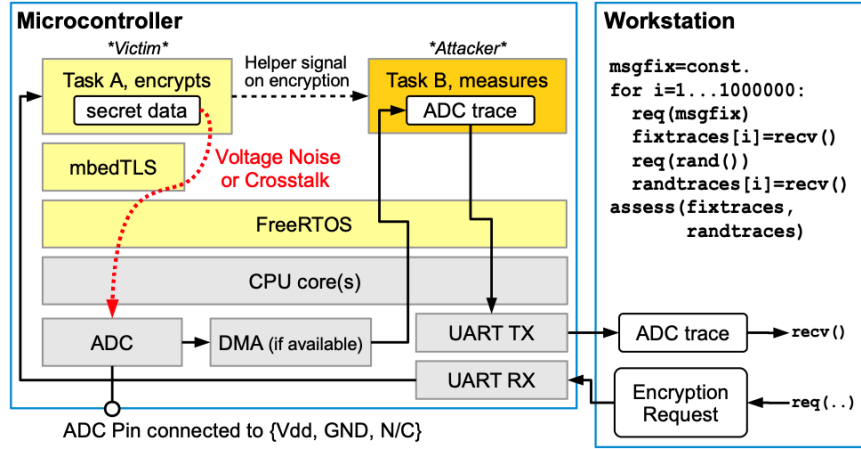 Microcontroller
*Victim*
Task A, encrypts
secret data
Helper signal
on encryption
*Attacker*
Task B, measures
ADC trace
mbedTLS
Voltage Noise
or Crosstalk
FreeRTOS
CPU core(s)
ADC
DMA (if available)
UART TX
UART RX
ADC Pin connected to {Vdd, GND, N/C}
Workstation
msgfix=const.
for i=1...1000000:
req(msgfix)
fixtraces[i]=recv()
req(rand())
randtraces[i]=recv()
assess(fixtraces,
randtraces)
ADC trace
recv()
Encryption
Request
req(..)